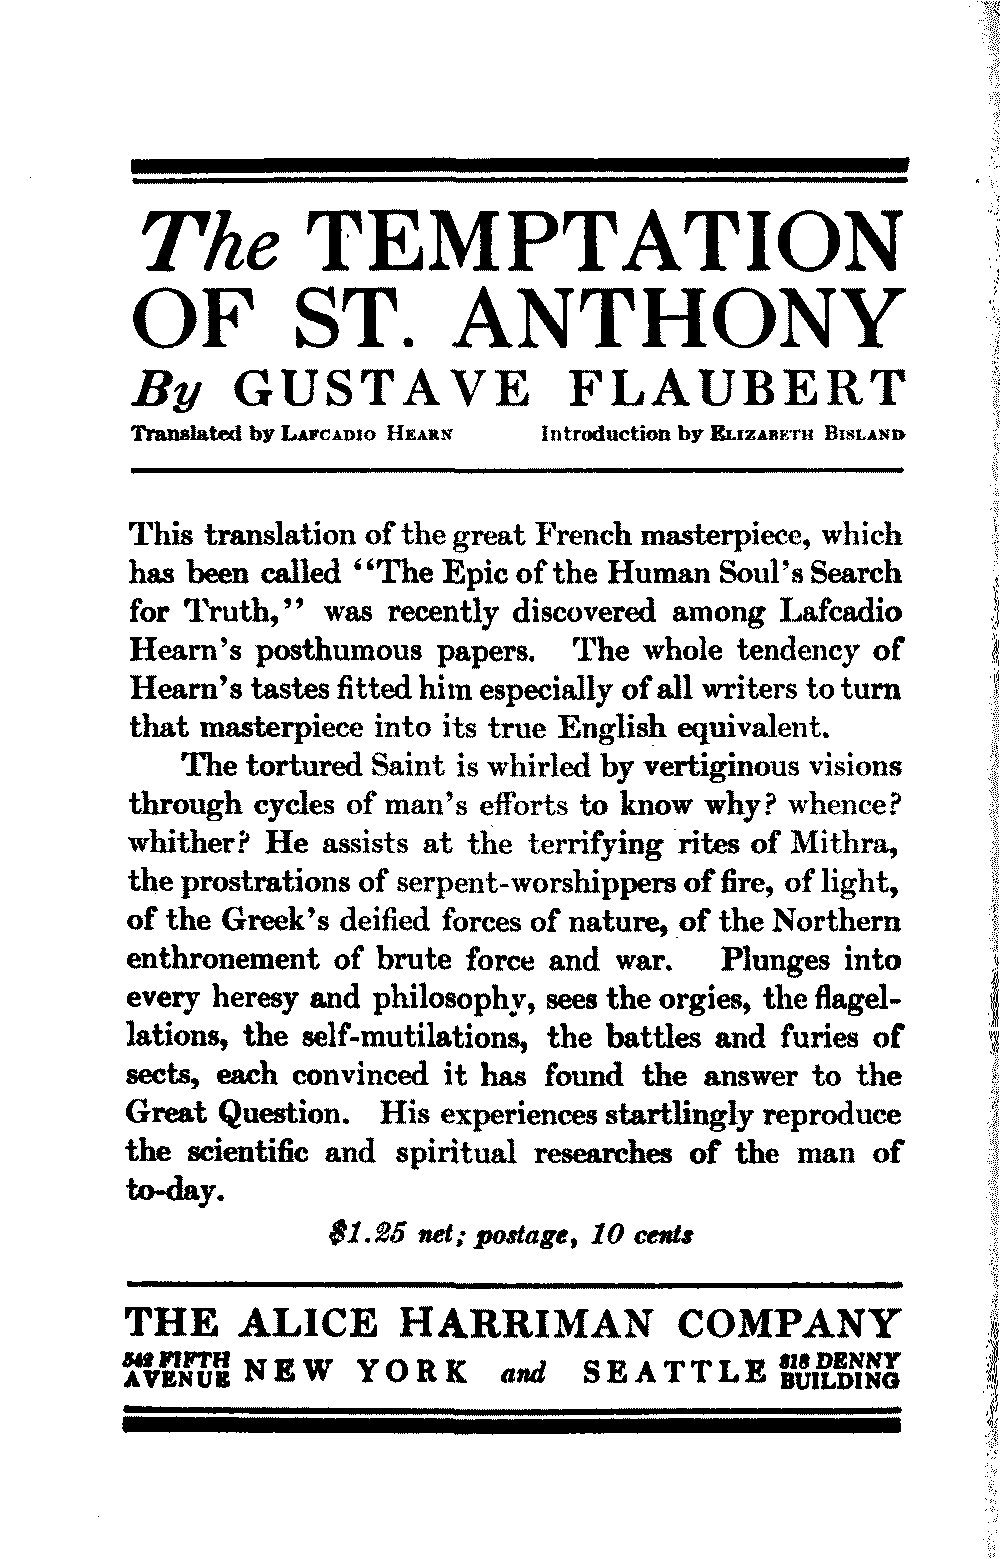 The TEMPTATION
OF ST. ANTHONY
By GUSTAVE FLAUBERT
Translated by LAFCADIO HEARN Introduction by ELIZABETH BISLAND
This translation of the great French masterpiece, which
has been called “The Epic of the Human Soul’s Search
for Truth,” was recently discovered among Lafcadio
Hearn’s posthumous papers. The whole tendency of
Hearn’s tastes fitted him especially of all writers to turn
that masterpiece into its true English equivalent.
The tortured Saint is whirled by vertiginous visions
through cycles of man’s efforts to know why? whence?
whither? He assists at the terrifying rites of Mithra,
the prostrations of serpent-worshippers of fire, of light,
of the Greek’s deified forces of nature, of the Northern
enthronement of brute force and war. Plunges into
every heresy and philosophy, sees the orgies, the flagel-
lations, the self-mutilations, the battles and furies of
sects, each convinced it has found the answer to the
Great Question. His experiences startlingly reproduce
the scientific and spiritual researches of the man of
to-day.
$1.25 net; postage, 10 cents
THE ALICE HARRIMAN COMPANY
542 FIFTH AVENUE NEW YORK and SEATTLE 818 DENNY BUILDING